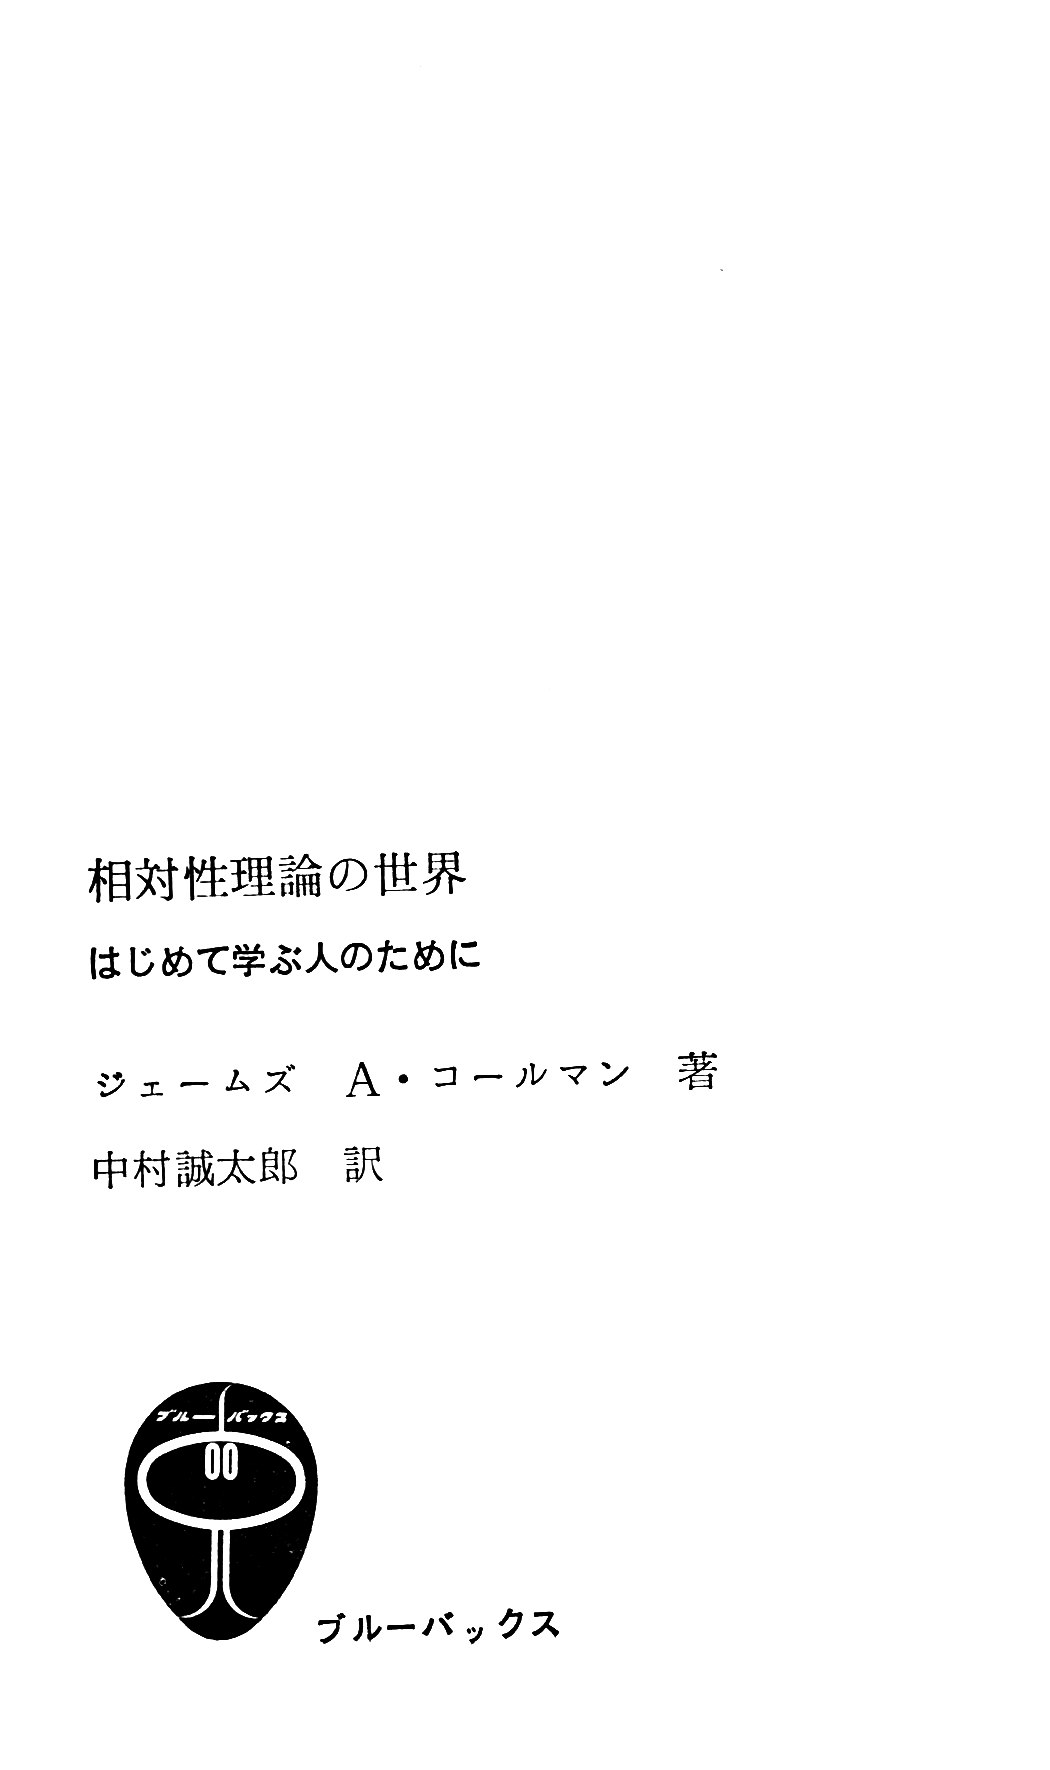 相対性理論の世界
はじめて学ぶ人のために
ジェームズ　A・コールマン　著
中村誠太郎　訳
ブルーバックス
ブルーバックス